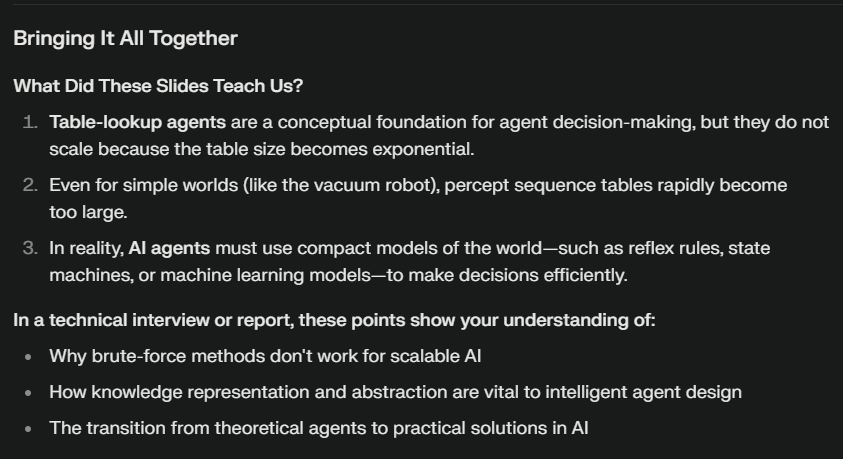 Bringing It All Together
What Did These Slides Teach Us?
1. Table-lookup agents are a conceptual foundation for agent decision-making, but they do not
scale because the table size becomes exponential.
2. Even for simple worlds (like the vacuum robot), percept sequence tables rapidly become
too large.
3. In reality, AI agents must use compact models of the world—such as reflex rules, state
machines, or machine learning models—to make decisions efficiently.
In a technical interview or report, these points show your understanding of:
• Why brute-force methods don't work for scalable AI
• How knowledge representation and abstraction are vital to intelligent agent design
• The transition from theoretical agents to practical solutions in AI